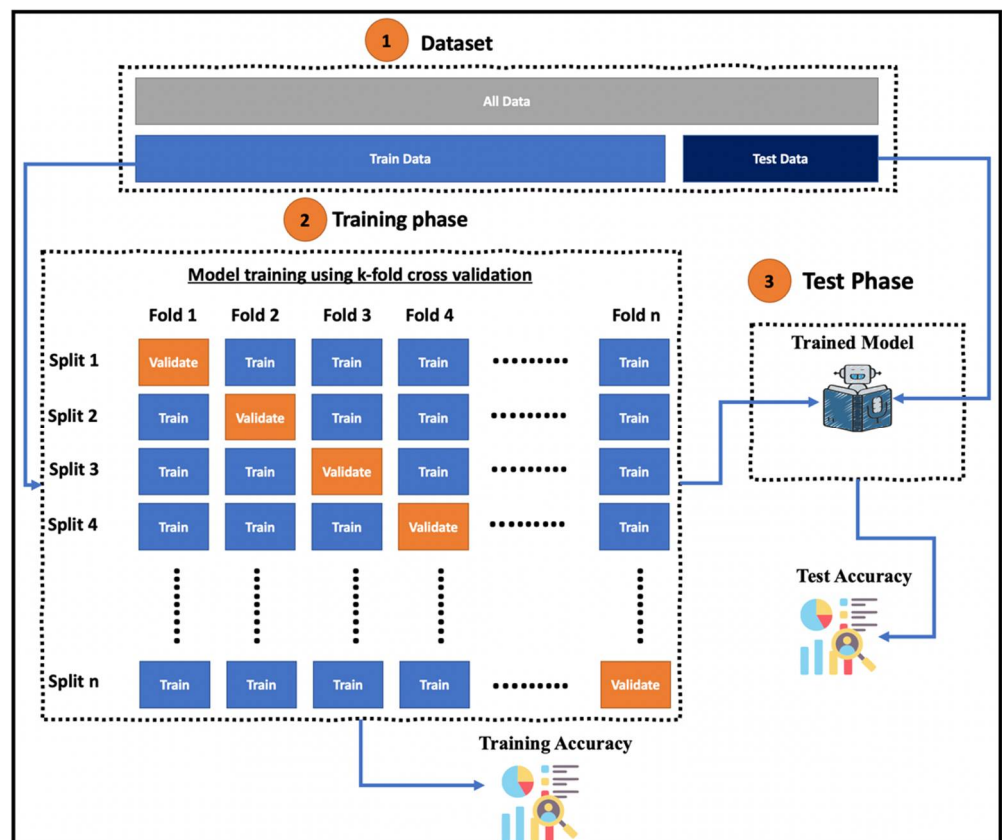 1 Dataset
All Data
Train Data Test Data
2 Training phase
Model training using k-fold cross validation
Fold 1 Fold 2 Fold 3 Fold 4 Fold n
Split 1 Validate Train Train Train Train
Split 2 Train Validate Train Train Train
Split 3 Train Train Validate Train Train
Split 4 Train Train Train Validate Train
Split n Train Train Train Train Validate
Training Accuracy
3 Test Phase
Trained Model
Test Accuracy